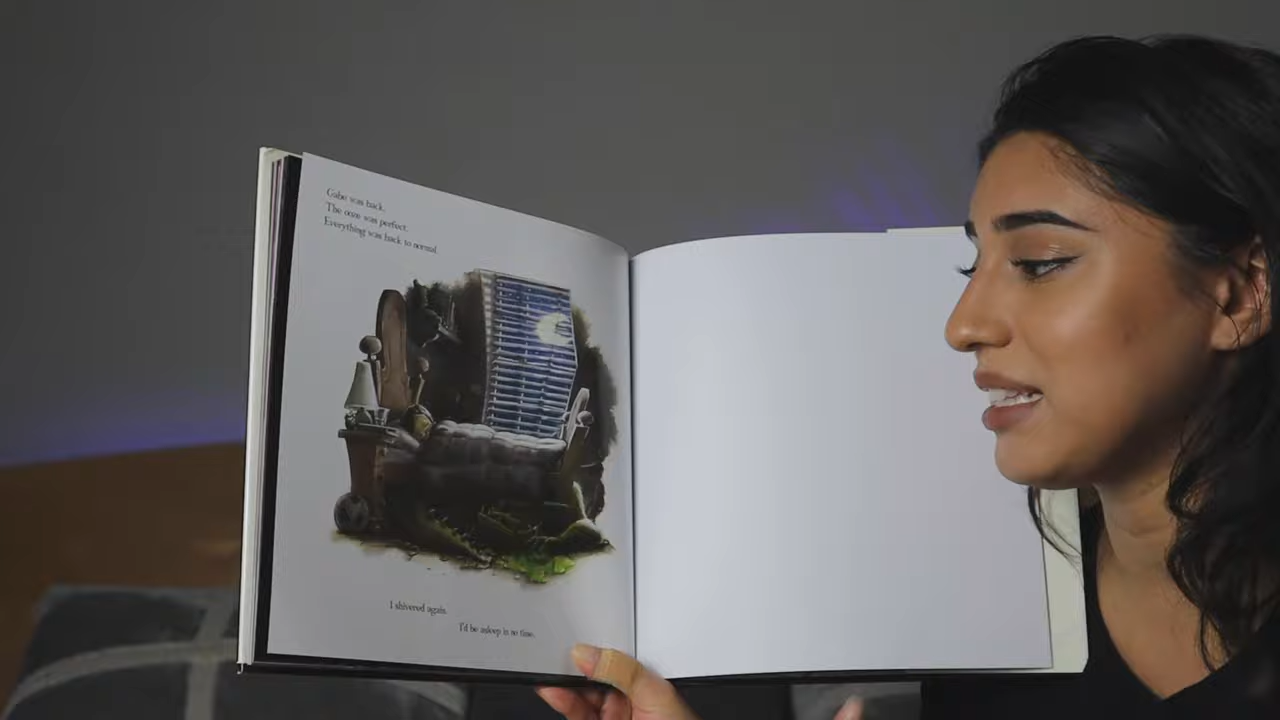 Gabe was back.
The ooze was perfect.
Everything was back to normal.
I shivered again.
I'd be asleep in no time.